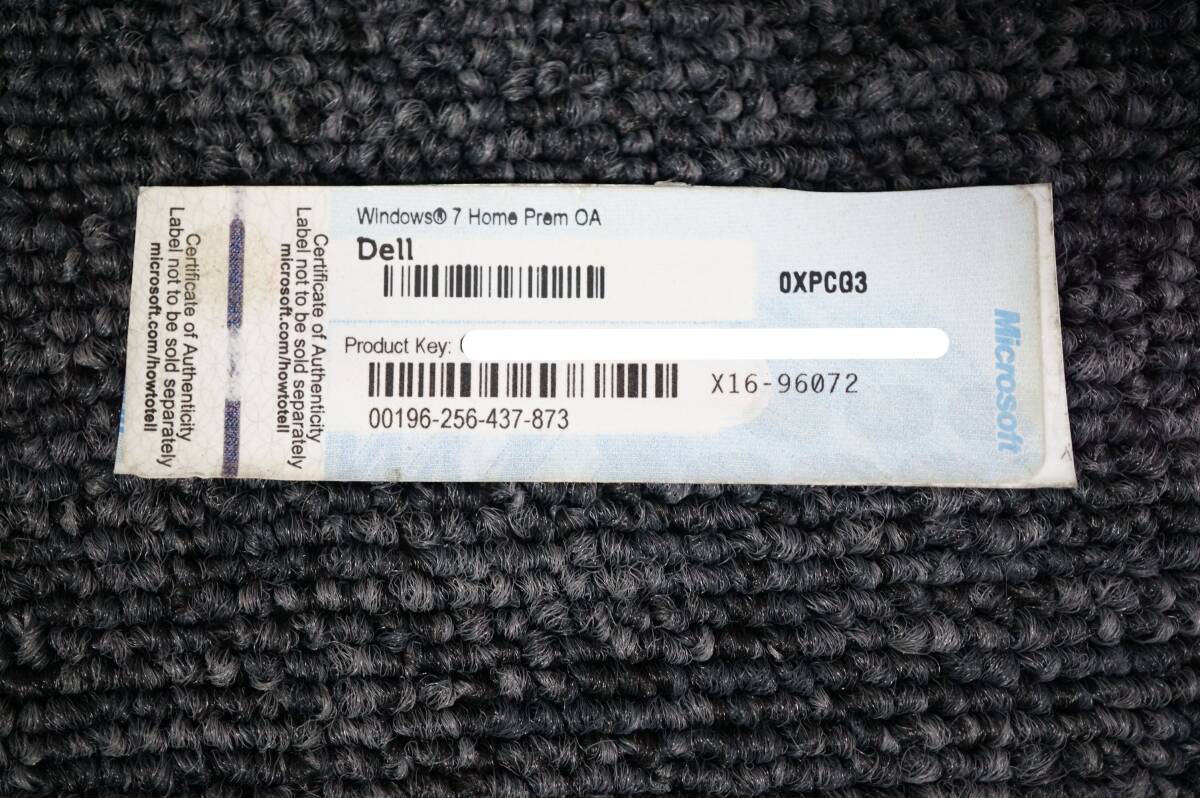 Certificate of Authenticity
Label not to be sold separately
microsoft.com/howtotell
Certificate of Authenticity
Label not to be sold separately
microsoft.com/howtotell
Windows® 7 Home Prem OA
Dell
0XPCQ3
Product Key:
X16-96072
00196-256-437-873
Microsoft